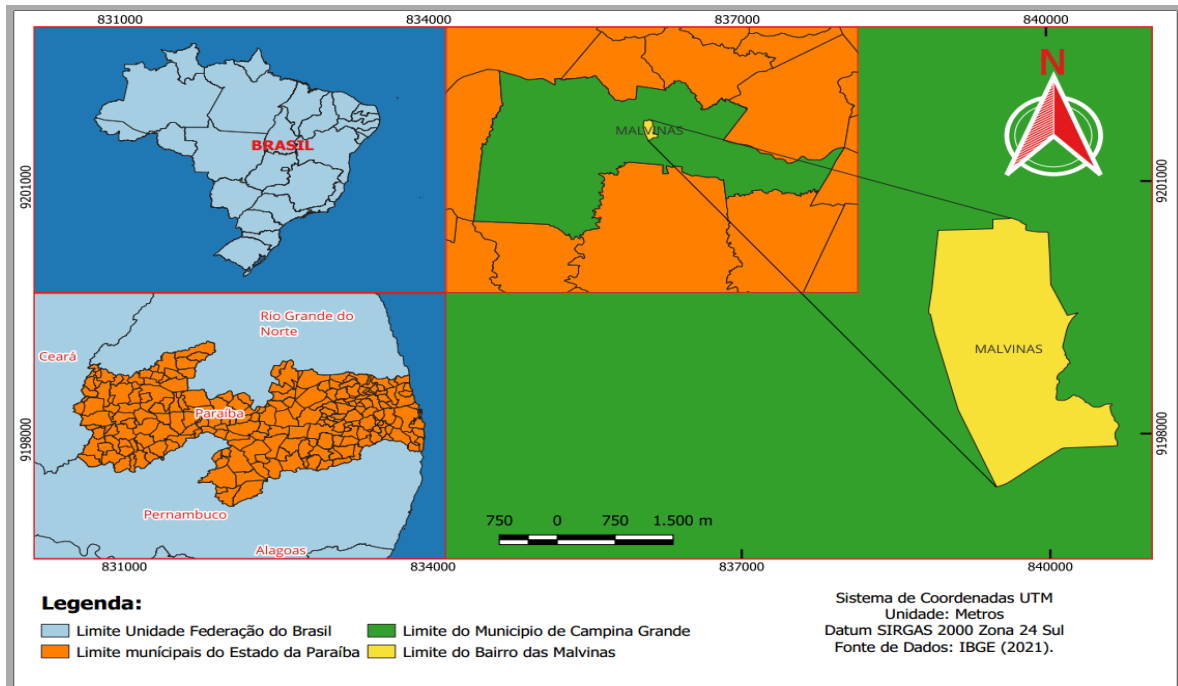 831000
834000
837000
840000
N
BRASIL
MALVINAS
9201000
9201000
Rio Grande do
Norte
Ceará
MALVINAS
Paraíba
9198000
9198000
Pernambuco
Alagoas
750 0 750 1.500 m
831000
834000
837000
840000
Legenda:
Limite Unidade Federação do Brasil
Limite munícipais do Estado da Paraíba
Limite do Municipio de Campina Grande
Limite do Bairro das Malvinas
Sistema de Coordenadas UTM
Unidade: Metros
Datum SIRGAS 2000 Zona 24 Sul
Fonte de Dados: IBGE (2021).